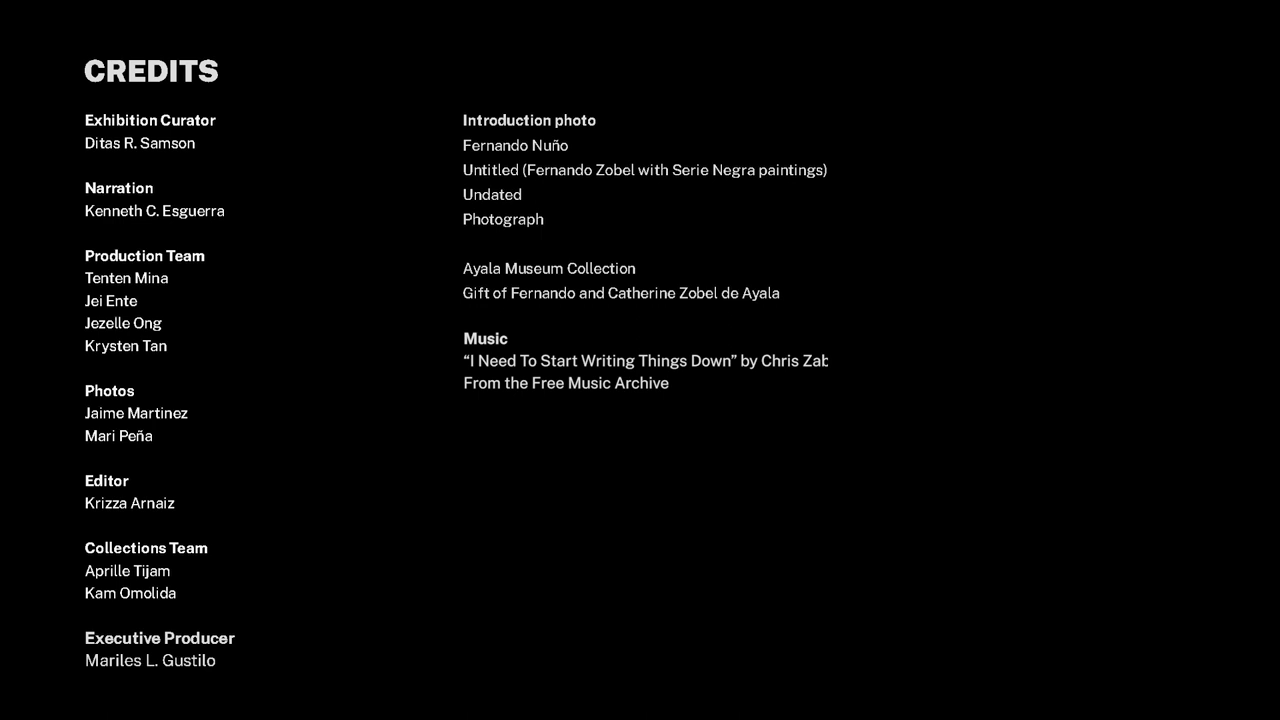 CREDITS
Exhibition Curator
Ditas R. Samson
Narration
Kenneth C. Esguerra
Production Team
Tenten Mina
Jei Ente
Jezelle Ong
Krysten Tan
Photos
Jaime Martinez
Mari Peña
Editor
Krizza Arnaiz
Collections Team
Aprille Tijam
Kam Omolida
Executive Producer
Mariles L. Gustilo
Introduction photo
Fernando Nuño
Untitled (Fernando Zobel with Serie Negra paintings)
Undated
Photograph
Ayala Museum Collection
Gift of Fernando and Catherine Zobel de Ayala
Music
“I Need To Start Writing Things Down” by Chris
From the Free Music Archive